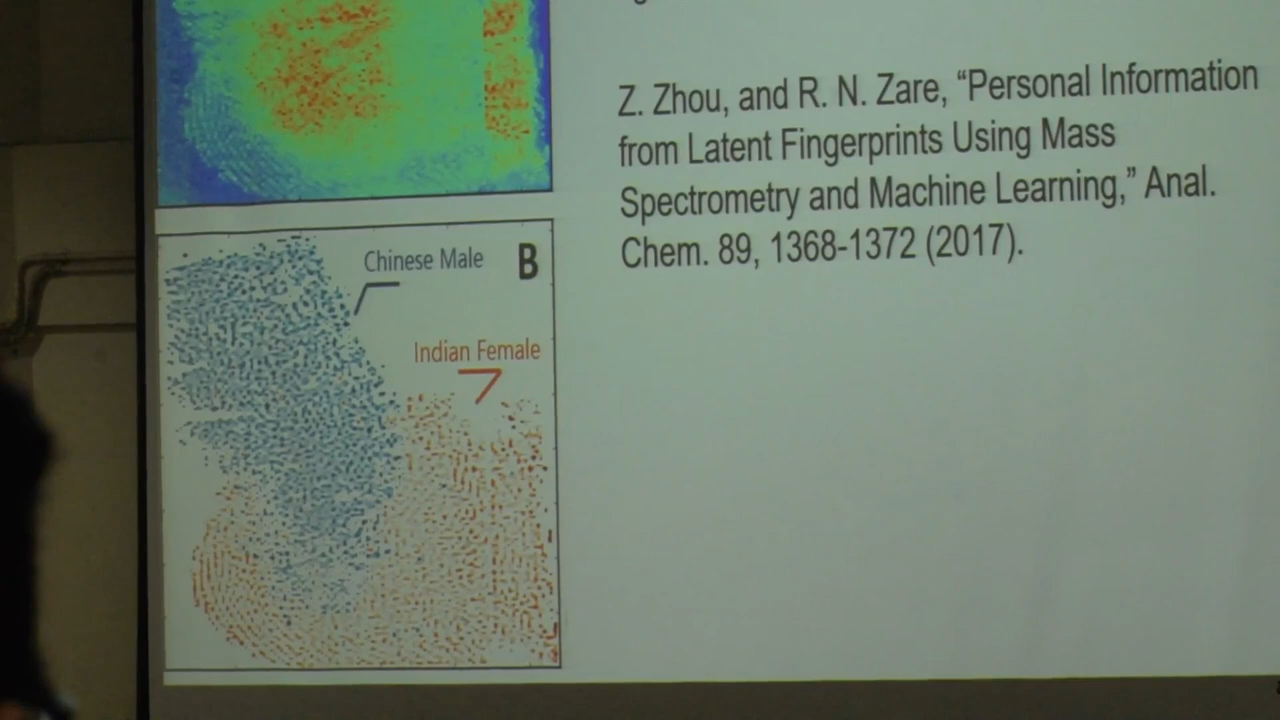 Z. Zhou, and R. N. Zare, “Personal Information
from Latent Fingerprints Using Mass
Spectrometry and Machine Learning,” Anal.
Chem. 89, 1368-1372 (2017).
Chinese Male
B
Indian Female